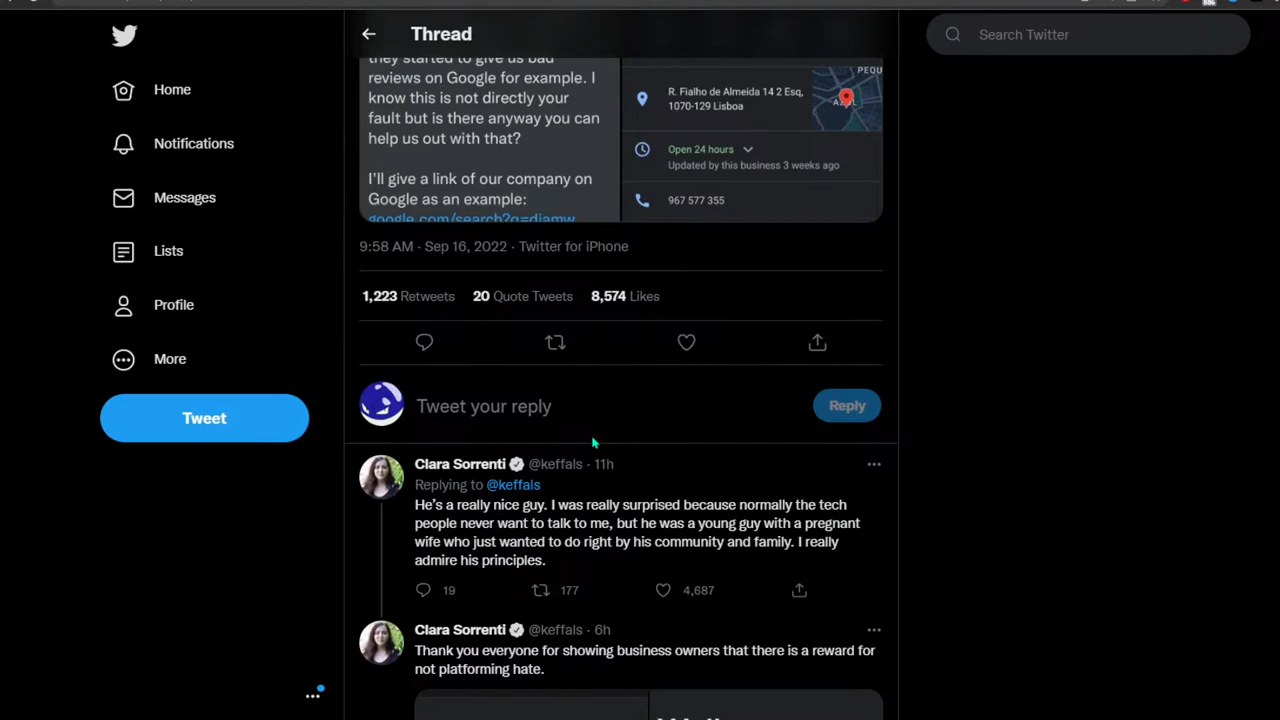 Thread
Search Twitter
Home
Notifications
Messages
Lists
Profile
More
Tweet
they started to give us bad
reviews on Google for example. I
know this is not directly your
fault but is there anyway you can
help us out with that?
I'll give a link of our company on
Google as an example:
google.com/search?q=diamw
R. Fialho de Almeida 14 2 Esq,
1070-129 Lisboa
PEQU
Open 24 hours
Updated by this business 3 weeks ago
967 577 355
9:58 AM · Sep 16, 2022 · Twitter for iPhone
1,223 Retweets 20 Quote Tweets 8,574 Likes
Tweet your reply
Reply
Clara Sorrenti @keffals · 11h
Replying to @keffals
He's a really nice guy. I was really surprised because normally the tech
people never want to talk to me, but he was a young guy with a pregnant
wife who just wanted to do right by his community and family. I really
admire his principles.
19 177 4,687
Clara Sorrenti @keffals · 6h
Thank you everyone for showing business owners that there is a reward for
not platforming hate.